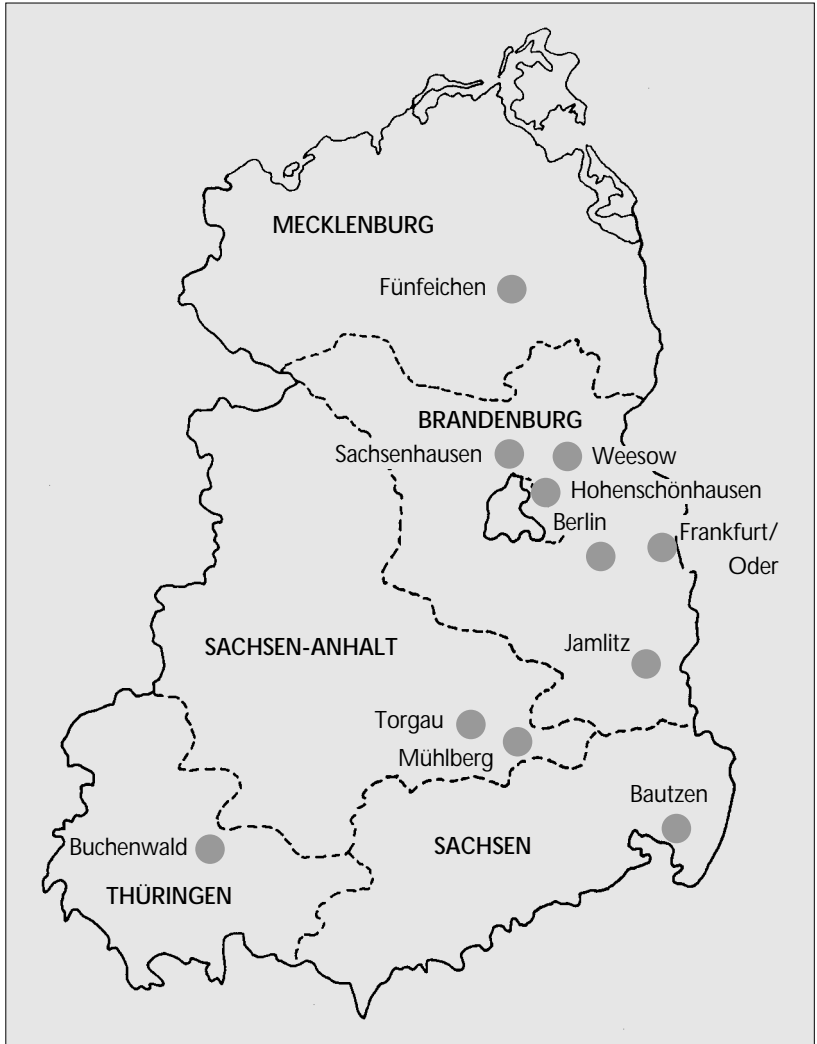 MECKLENBURG
Fünfeichen
BRANDENBURG
Sachsenhausen
Weesow
Hohenschönhausen
Berlin
Frankfurt/
Oder
SACHSEN-ANHALT
Jamlitz
Torgau
Mühlberg
Bautzen
Buchenwald
SACHSEN
THÜRINGEN